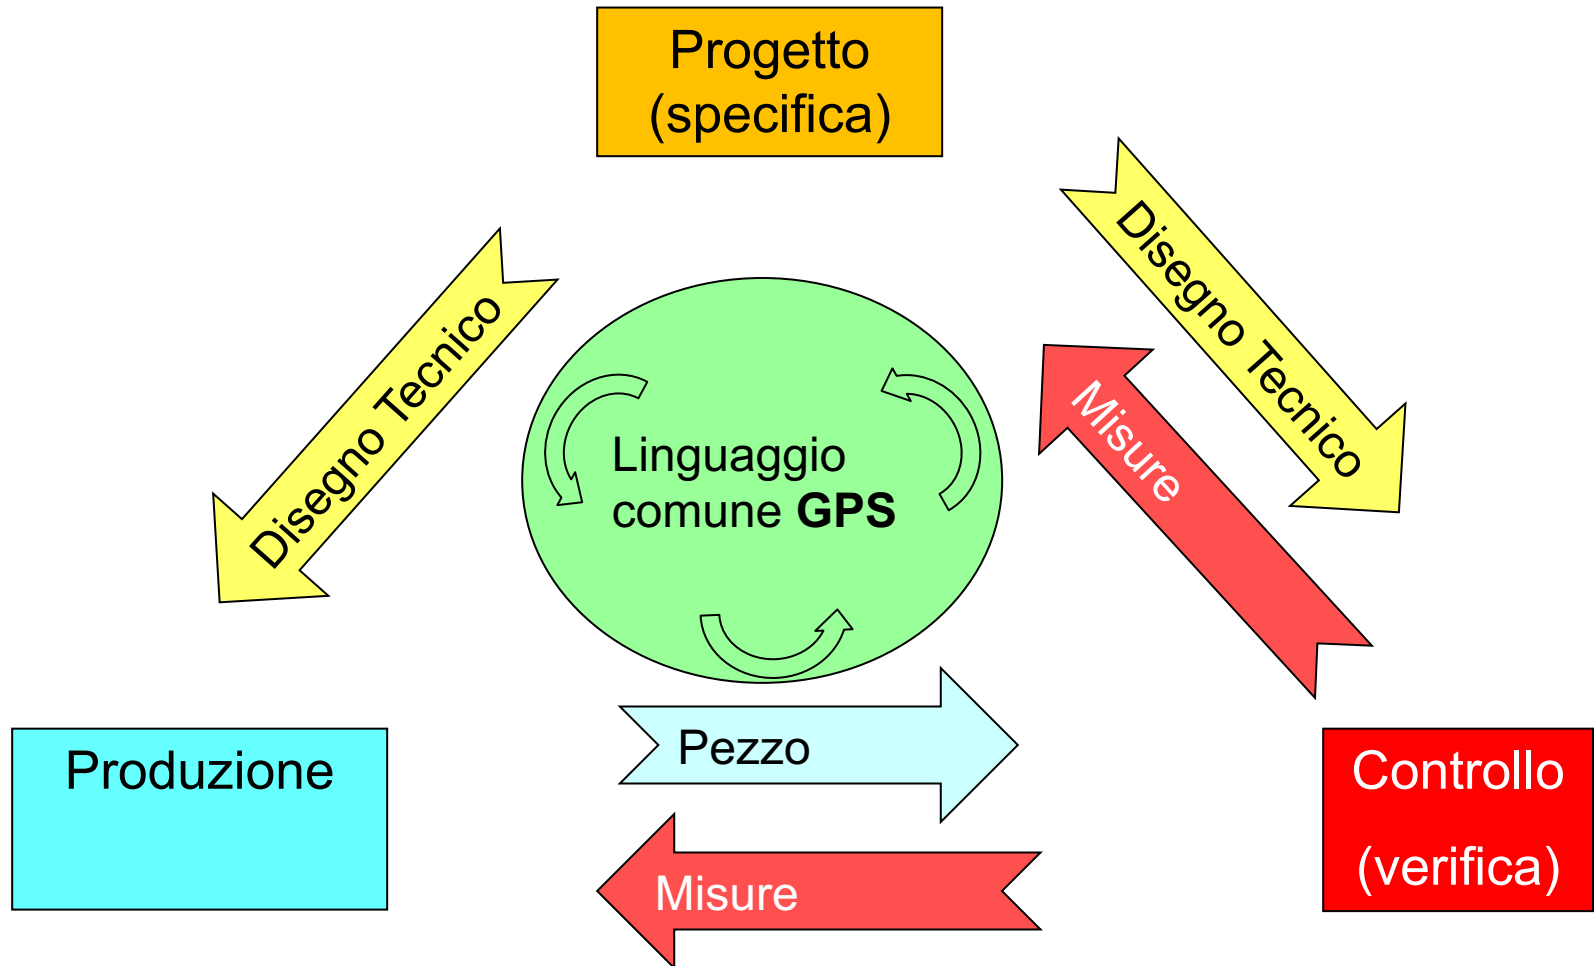 Progetto
(specifica)
Disegno Tecnico
Disegno Tecnico
Misure
Linguaggio
comune GPS
Produzione
Pezzo
Misure
Controllo
(verifica)